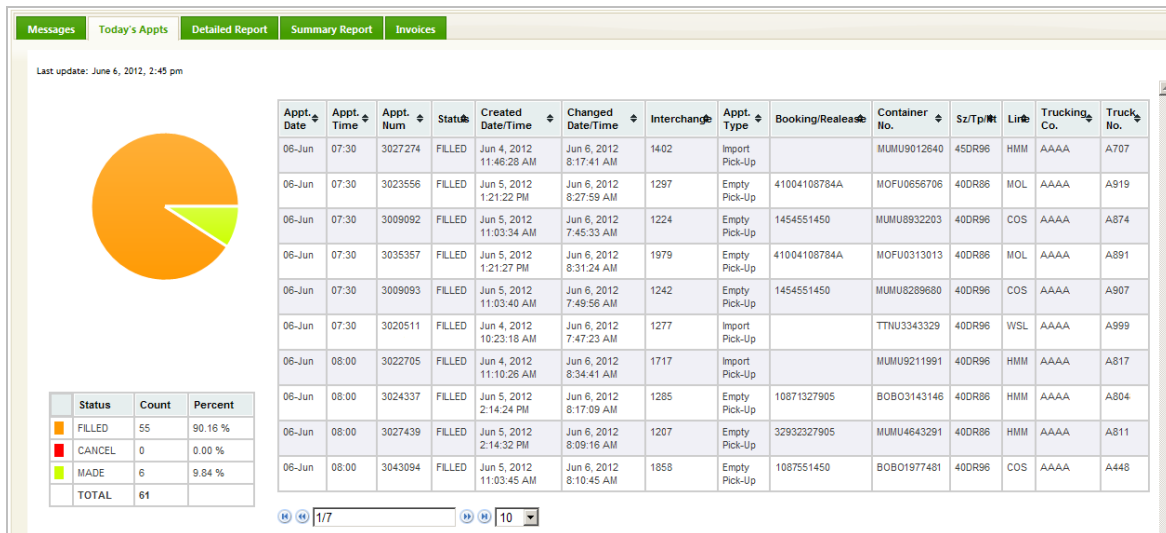 Messages Today's Appts Detailed Report Summary Report Invoices
Last update: June 6, 2012, 2:45 pm
Appt. Date Appt. Time Appt. Num Status Created Date/Time Changed Date/Time Interchange Appt. Type Booking/Realease Container No. Sz/Tp/Ht Line Trucking Co. Truck No.
06-Jun 07:30 3027274 FILLED Jun 4, 2012 11:46:28 AM Jun 6, 2012 8:17:41 AM 1402 Import Pick-Up MUMU9012640 45DR96 HMM AAAA A707
06-Jun 07:30 3023556 FILLED Jun 5, 2012 1:21:22 PM Jun 6, 2012 8:27:59 AM 1297 Empty Pick-Up 41004108784A MOFU0656706 40DR86 MOL AAAA A919
06-Jun 07:30 3009092 FILLED Jun 5, 2012 11:03:34 AM Jun 6, 2012 7:45:33 AM 1224 Empty Pick-Up 1454551450 MUMU8932203 40DR96 COS AAAA A874
06-Jun 07:30 3035357 FILLED Jun 5, 2012 1:21:27 PM Jun 6, 2012 8:31:24 AM 1979 Empty Pick-Up 41004108784A MOFU0313013 40DR86 MOL AAAA A891
06-Jun 07:30 3009093 FILLED Jun 5, 2012 11:03:40 AM Jun 6, 2012 7:49:56 AM 1242 Empty Pick-Up 1454551450 MUMU8289680 40DR96 COS AAAA A907
06-Jun 07:30 3020511 FILLED Jun 4, 2012 10:23:18 AM Jun 6, 2012 7:47:23 AM 1277 Import Pick-Up TTNU3343329 40DR96 WSL AAAA A999
06-Jun 08:00 3022705 FILLED Jun 4, 2012 11:10:26 AM Jun 6, 2012 8:34:41 AM 1717 Import Pick-Up MUMU9211991 40DR96 HMM AAAA A817
06-Jun 08:00 3024337 FILLED Jun 5, 2012 2:14:24 PM Jun 6, 2012 8:17:09 AM 1285 Empty Pick-Up 10871327905 BOBO3143146 40DR86 HMM AAAA A804
06-Jun 08:00 3027439 FILLED Jun 5, 2012 2:14:32 PM Jun 6, 2012 8:09:16 AM 1207 Empty Pick-Up 32932327905 MUMU4643291 40DR86 HMM AAAA A811
06-Jun 08:00 3043094 FILLED Jun 5, 2012 11:03:45 AM Jun 6, 2012 8:10:45 AM 1858 Empty Pick-Up 1087551450 BOBO1977481 40DR96 COS AAAA A448
Status Count Percent
FILLED 55 90.16 %
CANCEL 0 0.00 %
MADE 6 9.84 %
TOTAL 61
1/7 10